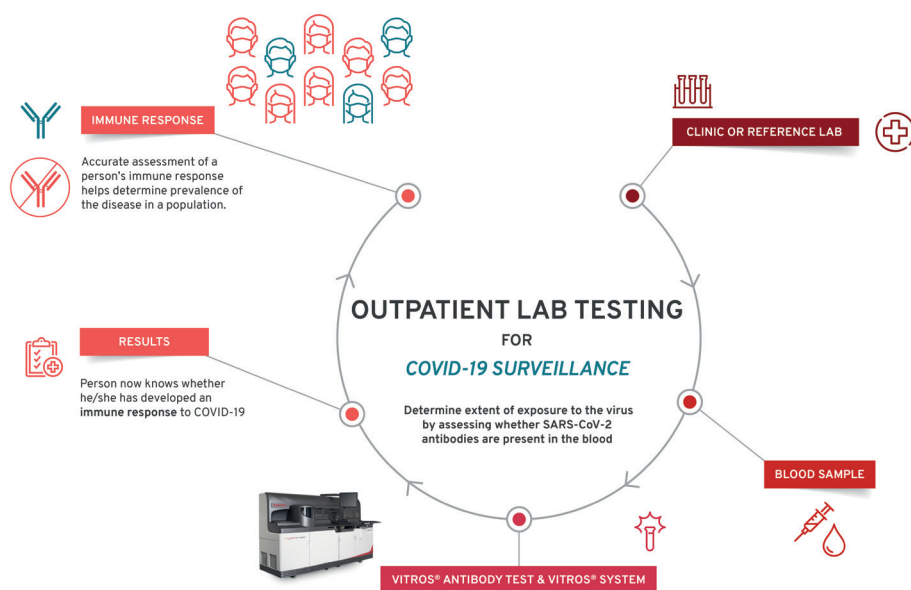 IMMUNE RESPONSE
Accurate assessment of a
person's immune response
helps determine prevalence of
the disease in a population.
CLINIC OR REFERENCE LAB
OUTPATIENT LAB TESTING
FOR
COVID-19 SURVEILLANCE
Determine extent of exposure to the virus
by assessing whether SARS-CoV-2
antibodies are present in the blood
RESULTS
Person now knows whether
he/she has developed an
immune response to COVID-19
BLOOD SAMPLE
VITROS® ANTIBODY TEST & VITROS® SYSTEM